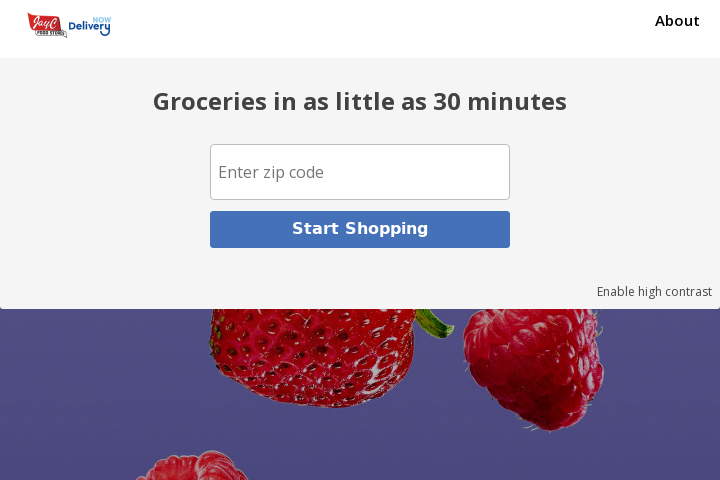 JayC
FOOD STORES
Delivery NOW
About
Groceries in as little as 30 minutes
Enter zip code
Start Shopping
Enable high contrast